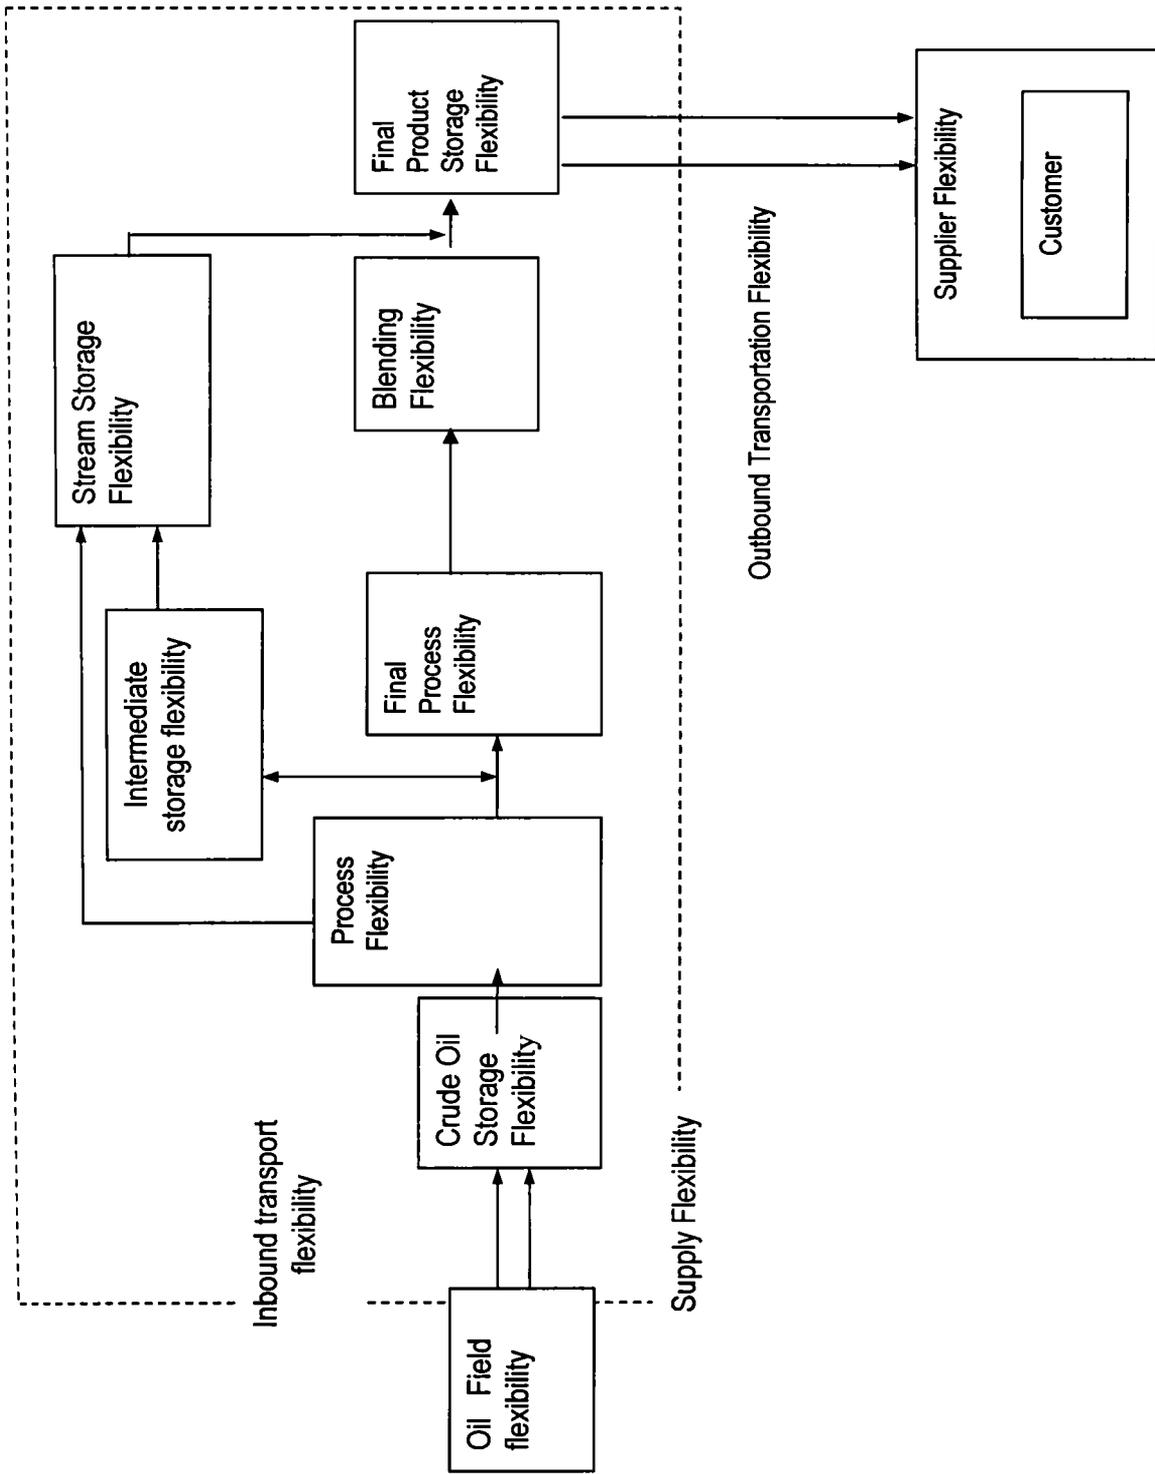 Oil Field
flexibility
Inbound transport
flexibility
Supply Flexibility
Crude Oil
Storage
Flexibility
Process
Flexibility
Intermediate
storage flexibility
Final
Process
Flexibility
Stream Storage
Flexibility
Blending
Flexibility
Final
Product
Storage
Flexibility
Outbound Transportation Flexibility
Supplier Flexibility
Customer